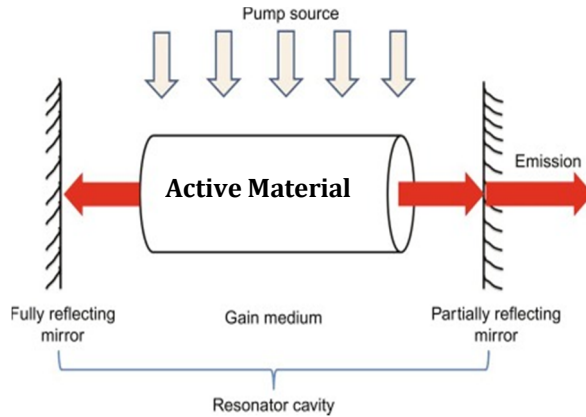 Pump source
Active Material
Emission
Fully reflecting
mirror
Gain medium
Partially reflecting
mirror
Resonator cavity